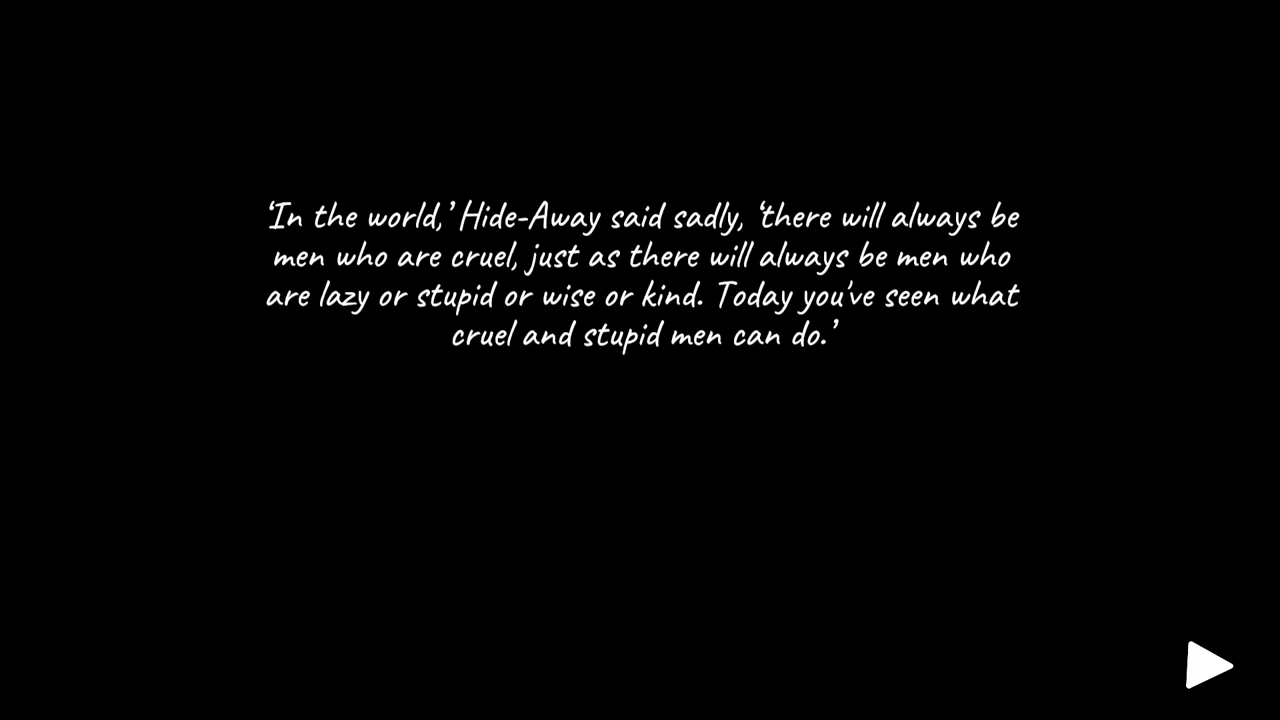 ‘In the world,’ Hide-Away said sadly, ‘there will always be
men who are cruel, just as there will always be men who
are lazy or stupid or wise or kind. Today you've seen what
cruel and stupid men can do.’